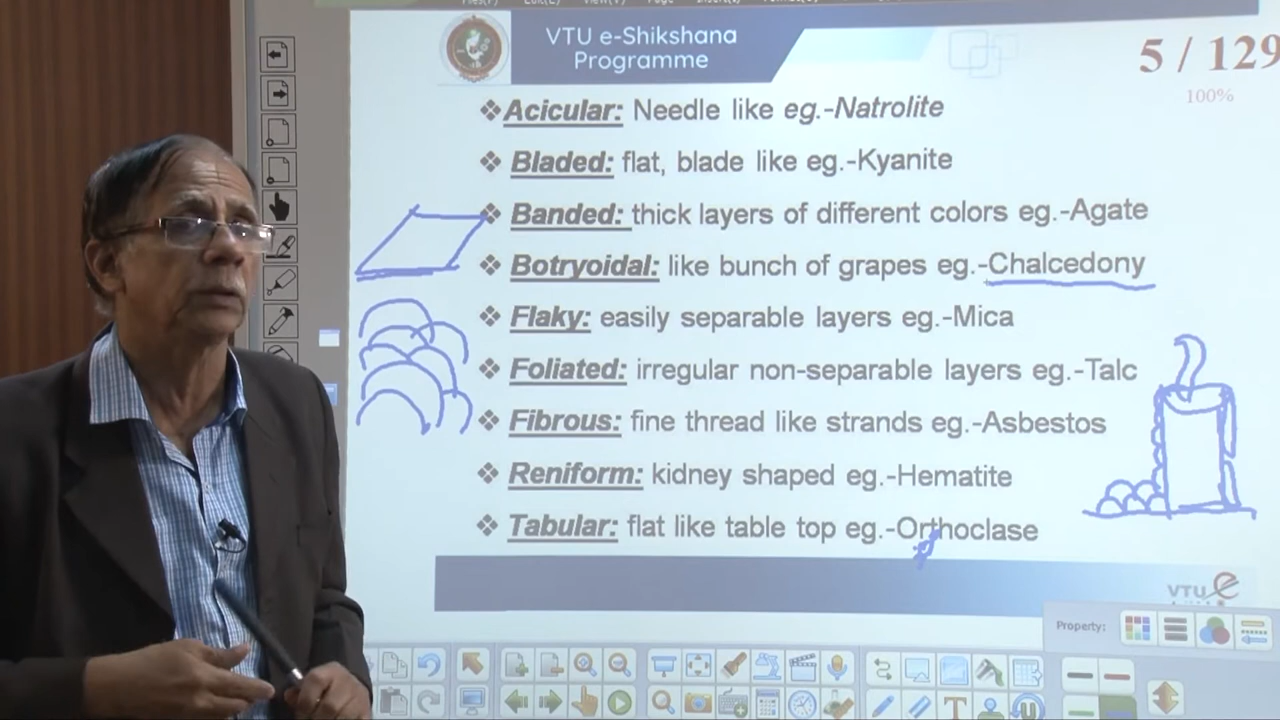 VTU e-Shikshana
Programme
5 / 129
100%
❖Acicular: Needle like eg.-Natrolite
❖ Bladed: flat, blade like eg.-Kyanite
❖ Banded: thick layers of different colors eg.-Agate
❖ Botryoidal: like bunch of grapes eg.-Chalcedony
❖ Flaky: easily separable layers eg.-Mica
❖ Foliated: irregular non-separable layers eg.-Talc
❖ Fibrous: fine thread like strands eg.-Asbestos
❖ Reniform: kidney shaped eg.-Hematite
❖ Tabular: flat like table top eg.-Orthoclase
VTU e
Property: